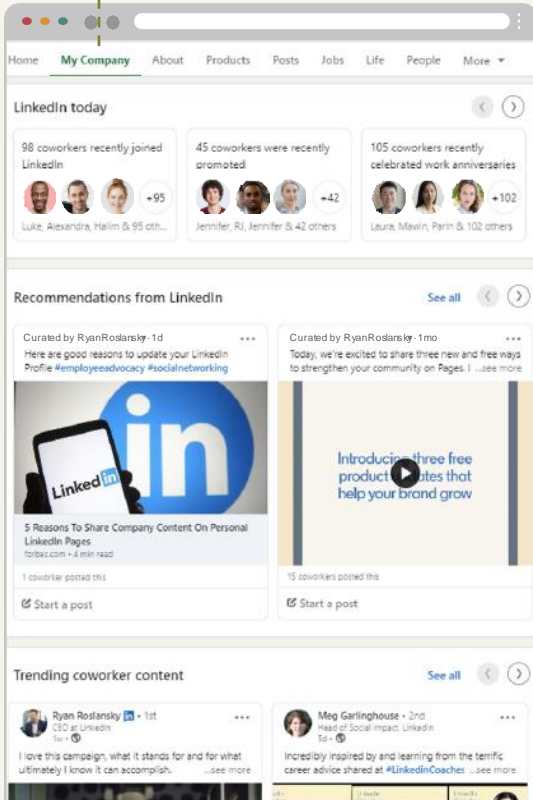 Home My Company About Products Posts Jobs Life People More
LinkedIn today
98 coworkers recently joined
LinkedIn
+95
Luke, Alexandra, Halim & 95 oth...
45 coworkers were recently
promoted
+42
Jennifer, RJ, Jennifer & 42 others
105 coworkers recently
celebrated work anniversaries
+102
Laura, Mawin, Parin & 102 others
Recommendations from LinkedIn
See all
Curated by RyanRoslansky · 1d
Here are good reasons to update your LinkedIn
Profile #employeeadvocacy #socialnetworking
Linked in
in
5 Reasons To Share Company Content On Personal
LinkedIn Pages
forbes.com • 4 min read
1 coworker posted this
Start a post
Curated by RyanRoslansky · 1mo
Today, we're excited to share three new and free ways
to strengthen your community on Pages. I ...see more
Introducing three free
product updates that
help your brand grow
15 coworkers posted this
Start a post
Trending coworker content
See all
Ryan Roslansky in • 1st
CEO at LinkedIn
1w •
I love this campaign, what it stands for and for what
ultimately I know it can accomplish. ...see more
Meg Garlinghouse • 2nd
Head of Social Impact, LinkedIn
5d •
Incredibly inspired by and learning from the terrific
career advice shared at #LinkedinCoaches ...see more